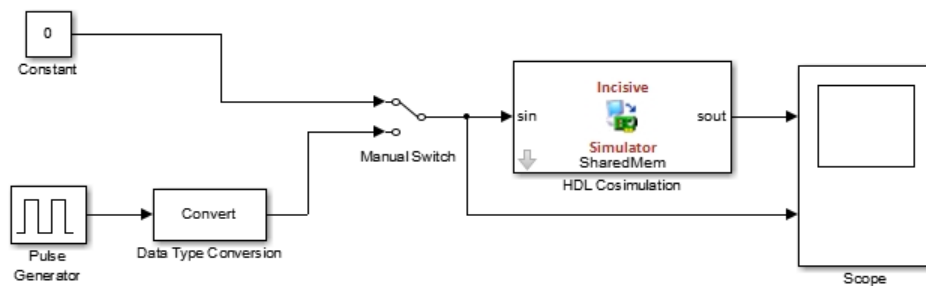 0
Constant
Incisive
sin
sout
Simulator
SharedMem
HDL Cosimulation
Manual Switch
Convert
Data Type Conversion
Pulse
Generator
Scope